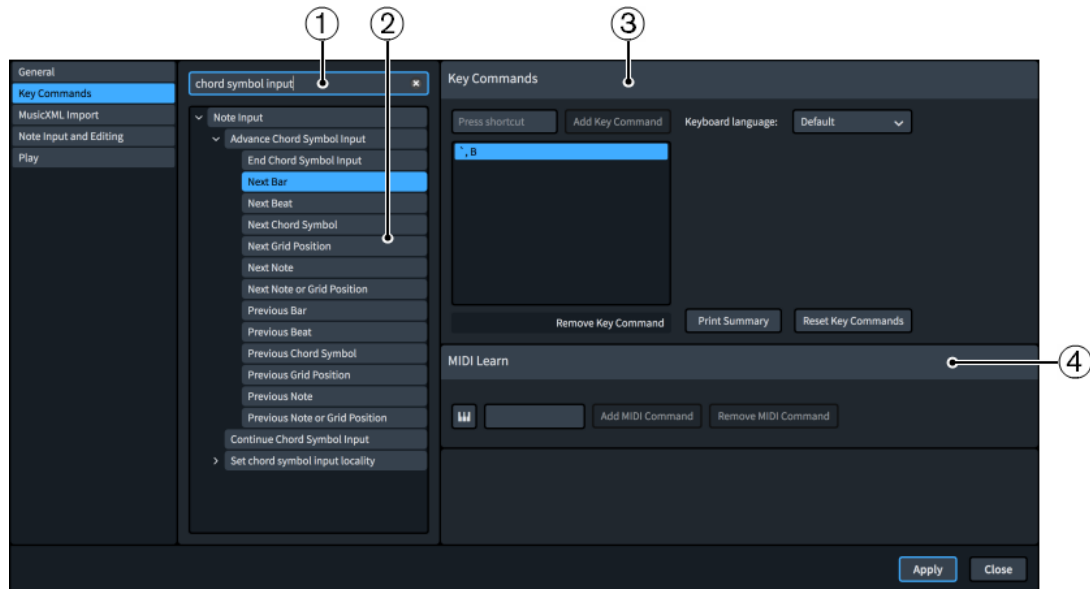 ① ② ③
General
Key Commands
MusicXML Import
Note Input and Editing
Play
chord symbol input
Note Input
Advance Chord Symbol Input
End Chord Symbol Input
Next Bar
Next Beat
Next Chord Symbol
Next Grid Position
Next Note
Next Note or Grid Position
Previous Bar
Previous Beat
Previous Chord Symbol
Previous Grid Position
Previous Note
Previous Note or Grid Position
Continue Chord Symbol Input
Set chord symbol input locality
Key Commands
Press shortcut Add Key Command Keyboard language: Default
`, B
Remove Key Command Print Summary Reset Key Commands
MIDI Learn
④
Add MIDI Command Remove MIDI Command
Apply Close